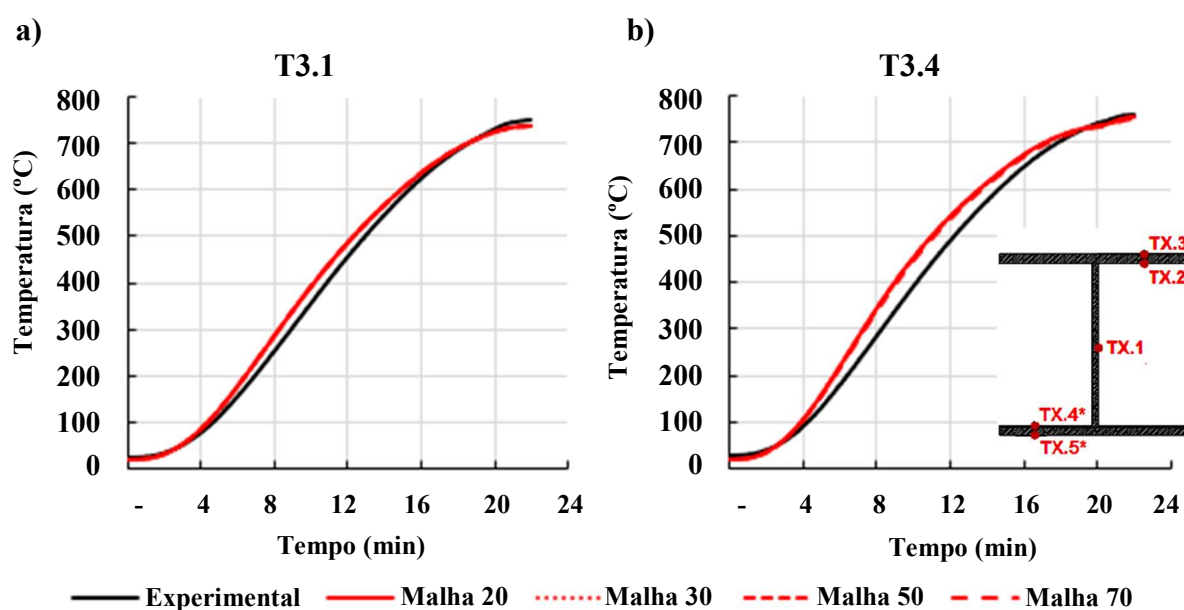 a)
T3.1
800
700
600
500
400
300
200
100
0
Temperatura (ºC)
- 4 8 12 16 20 24
Tempo (min)
b)
T3.4
800
700
600
500
400
300
200
100
0
Temperatura (ºC)
TX.3
TX.2
TX.1
TX.4*
TX.5*
- 4 8 12 16 20 24
Tempo (min)
Experimental Malha 20 Malha 30 Malha 50 Malha 70